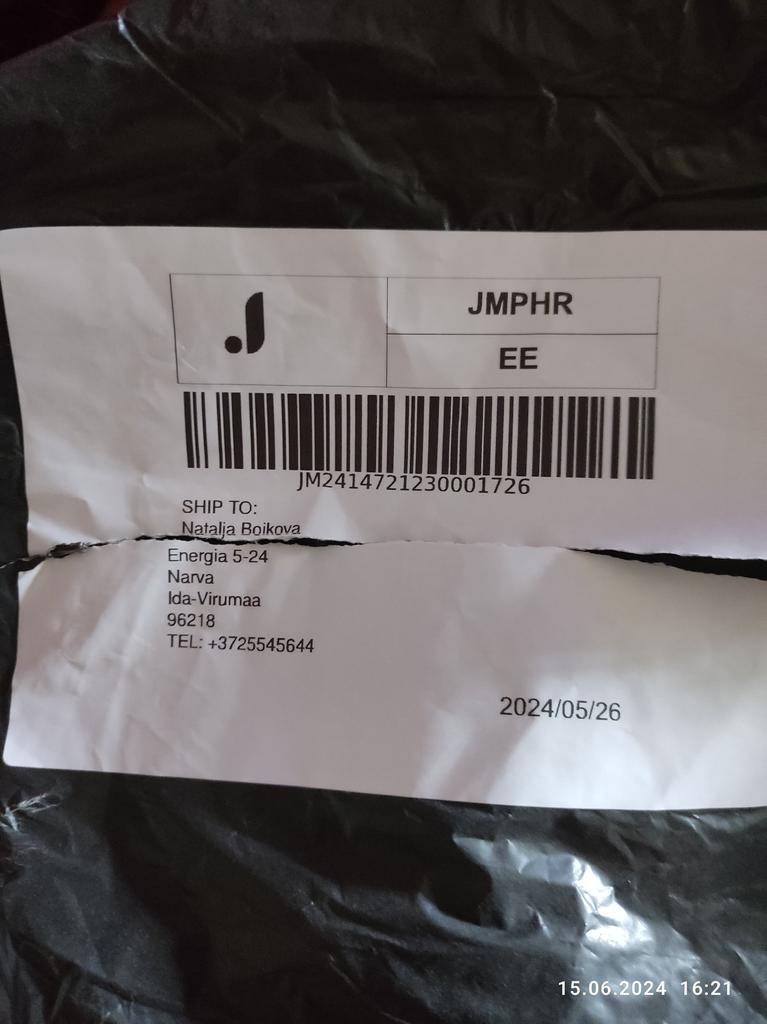 JMPHR
EE
JM2414721230001726
SHIP TO:
Natalja Boikova
Energia 5-24
Narva
Ida-Virumaa
96218
TEL: +3725545644
2024/05/26
15.06.2024 16:21